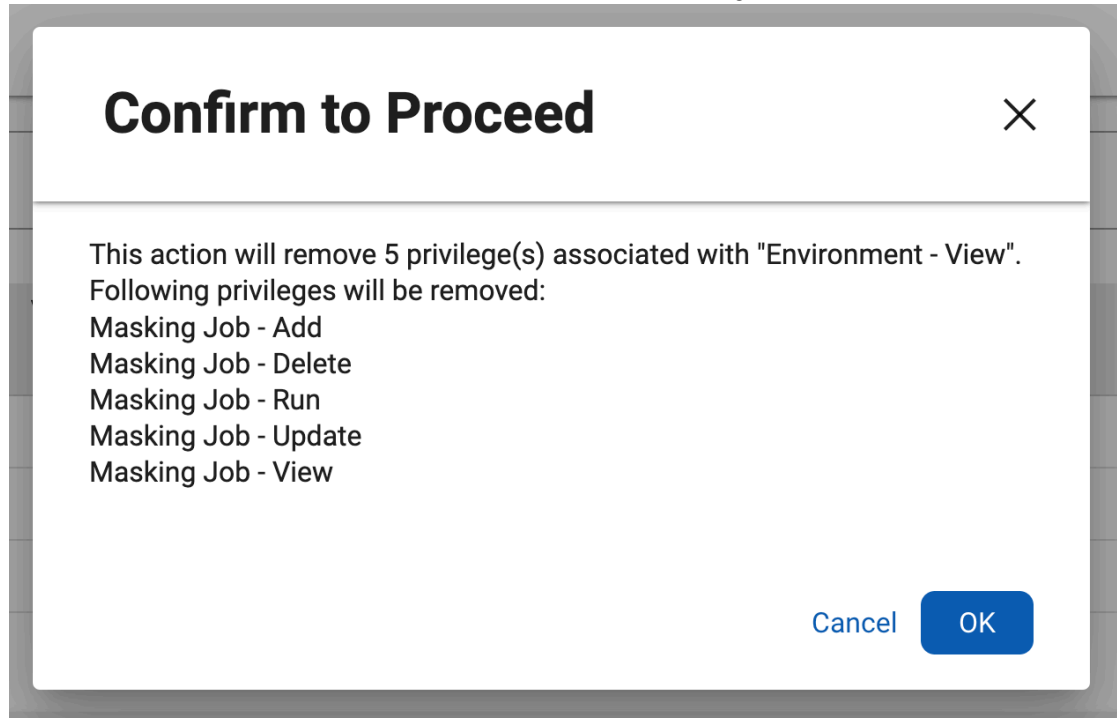 Confirm to Proceed
This action will remove 5 privilege(s) associated with "Environment - View".
Following privileges will be removed:
Masking Job - Add
Masking Job - Delete
Masking Job - Run
Masking Job - Update
Masking Job - View
Cancel OK